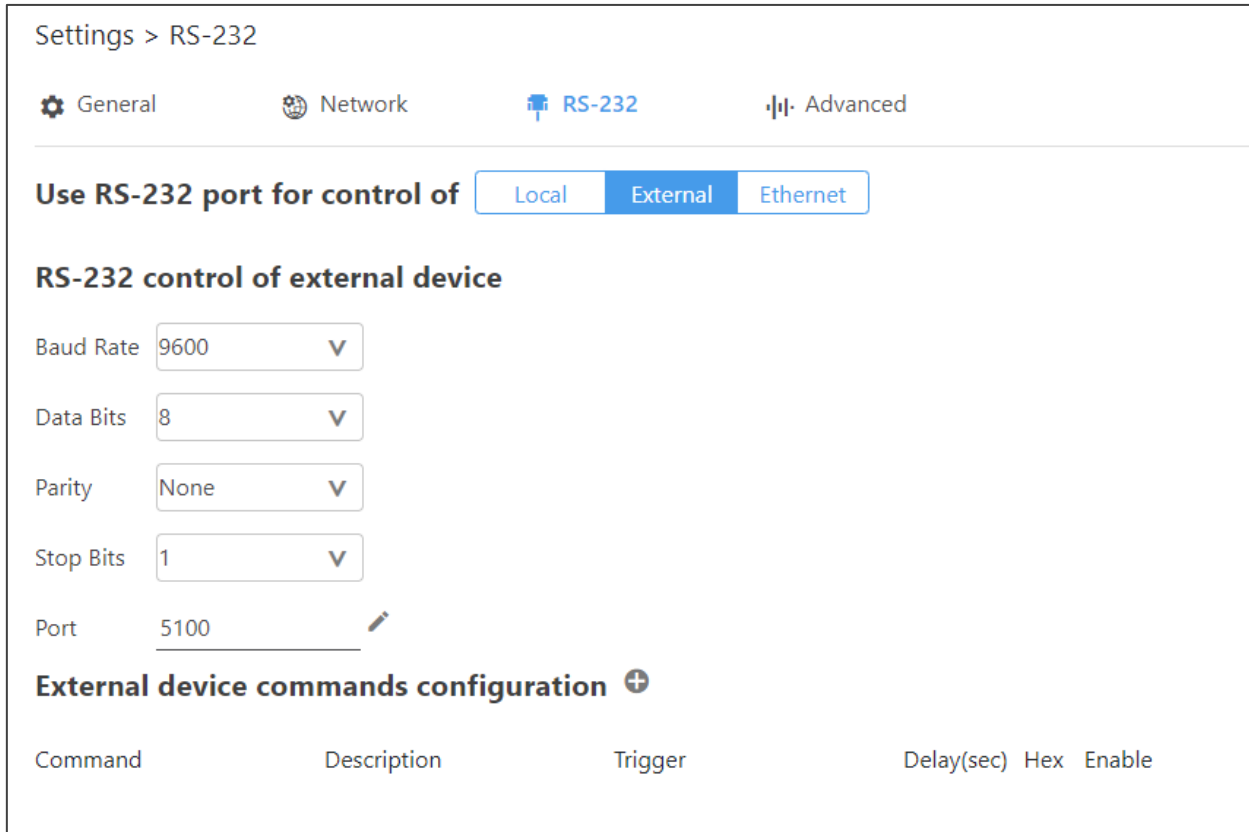 Settings > RS-232
General Network RS-232 Advanced
Use RS-232 port for control of Local External Ethernet
RS-232 control of external device
Baud Rate 9600
Data Bits 8
Parity None
Stop Bits 1
Port 5100
External device commands configuration
Command Description Trigger Delay(sec) Hex Enable